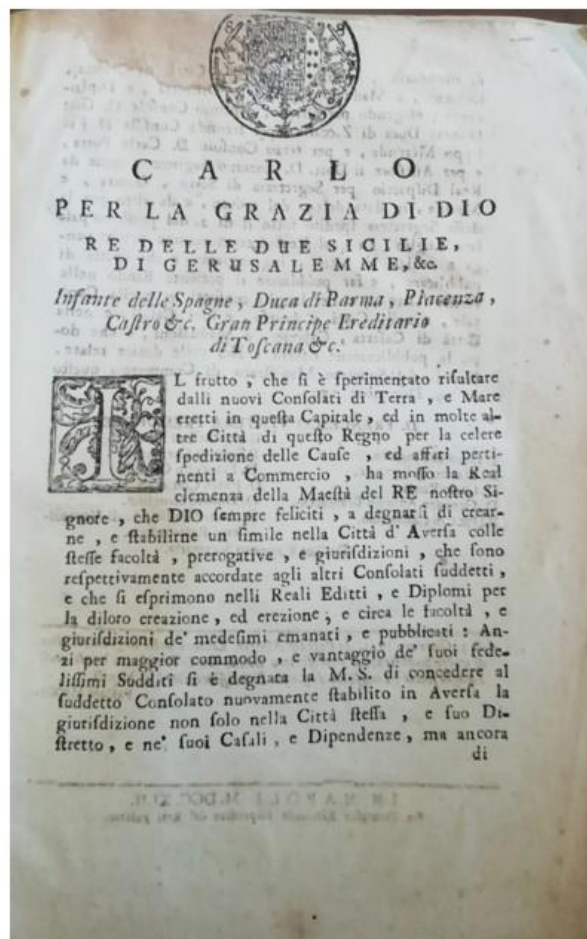 CARLO
PER LA GRAZIA DI DIO
RE DELLE DUE SICILIE,
DI GERUSALEMME, &c.
Infante delle Spagne, Duca di Parma, Piacenza,
Caſtro &c. Gran Principe Ereditario
di Toſcana &c.
IL frutto, che ſi è ſperimentato riſultare
dalli nuovi Conſolati di Terra, e Mare
eretti in queſta Capitale, ed in molte al-
tre Città di queſto Regno per la celere
ſpedizione delle Cauſe, ed affari perti-
nenti a Commercio, ha moſſo la Real
clemenza della Maeſtà del RE noſtro Si-
gnore, che DIO ſempre feliciti, a degnarſi di crear-
ne, e ſtabilirne un ſimile nella Città d' Averſa colle
ſteſſe facoltà, prerogative, e giuriſdizioni, che ſono
reſpettivamente accordate agli altri Conſolati ſuddetti,
e che ſi eſprimono nelli Reali Editti, e Diplomi per
la diloro creazione, ed erezione, e circa le facoltà, e
giuriſdizioni de' medeſimi emanati, e pubblicati: An-
zi per maggior commodo, e vantaggio de' ſuoi fede-
liſſimi Sudditi ſi è degnata la M. S. di concedere al
ſuddetto Conſolato nuovamente ſtabilito in Averſa la
giuriſdizione non ſolo nella Città ſteſſa, e ſuo Di-
ſtretto, e ne' ſuoi Caſali, e Dipendenze, ma ancora
di